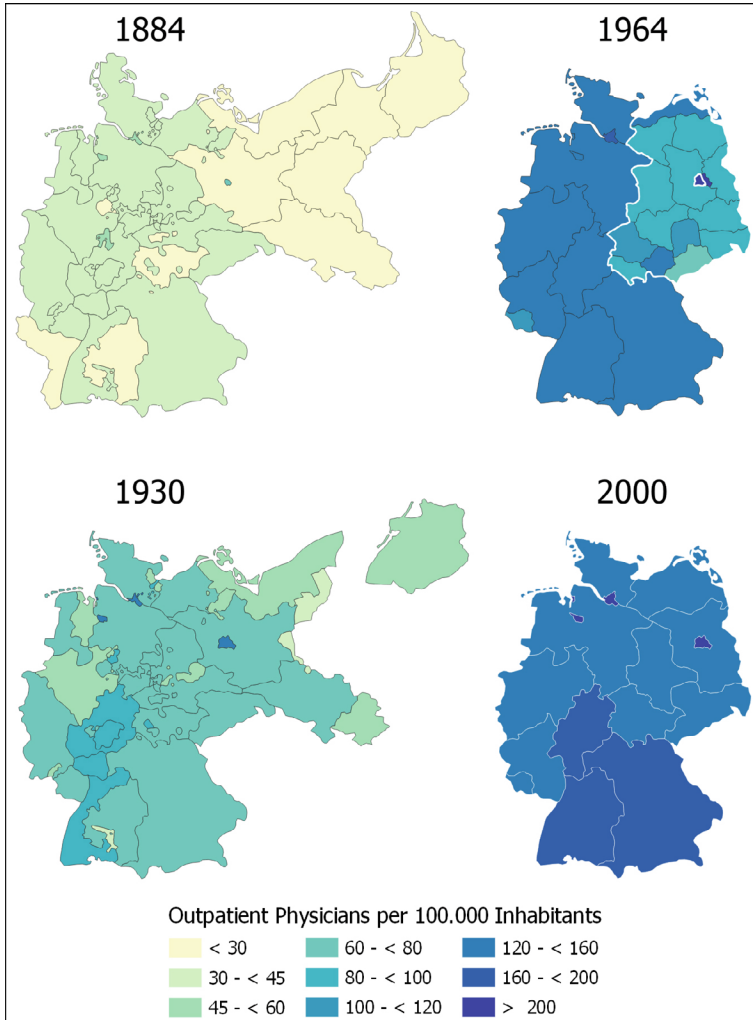 1884
1964
1930
2000
Outpatient Physicians per 100.000 Inhabitants
< 30
60 - < 80
120 - < 160
30 - < 45
80 - < 100
160 - < 200
45 - < 60
100 - < 120
> 200